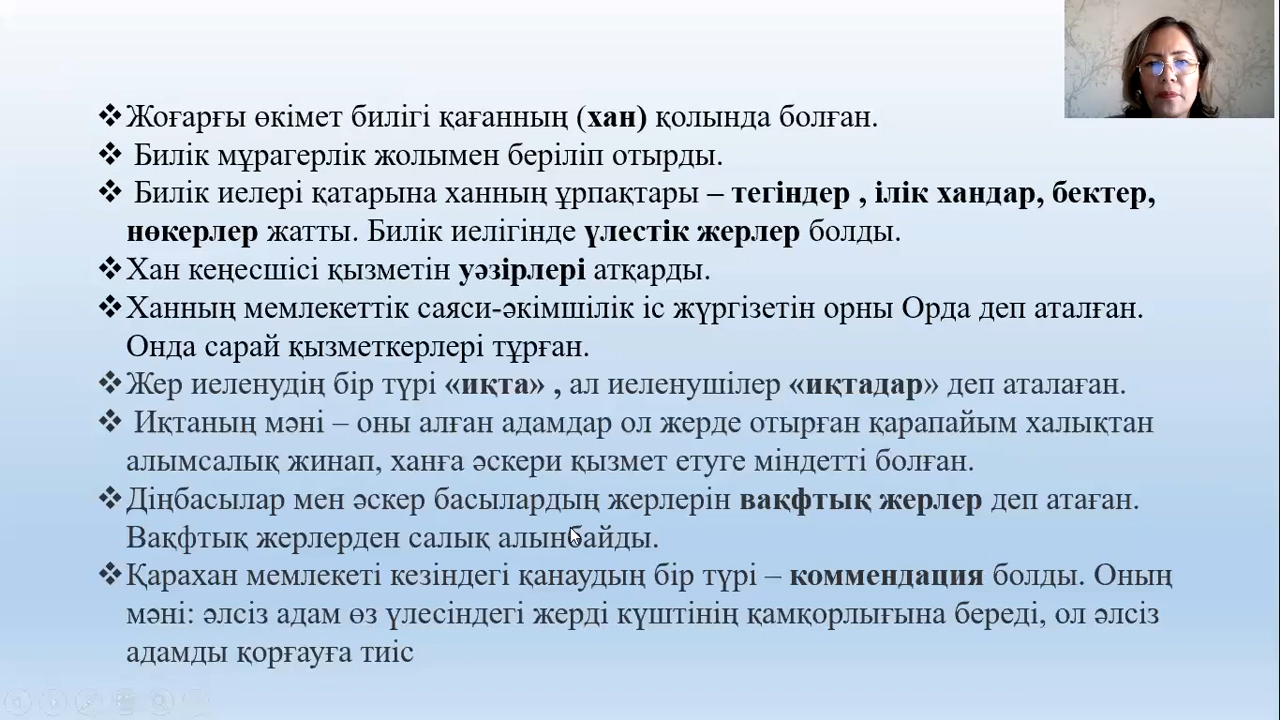 ❖Жоғарғы өкімет билігі қағанның (хан) қолында болған.
❖ Билік мұрагерлік жолымен беріліп отырды.
❖ Билік иелері қатарына ханның ұрпақтары – тегіндер , ілік хандар, бектер,
нөкерлер жатты. Билік иелігінде үлестік жерлер болды.
❖Хан кеңесшісі қызметін уәзірлері атқарды.
❖Ханның мемлекеттік саяси-әкімшілік іс жүргізетін орны Орда деп аталған.
Онда сарай қызметкерлері тұрған.
❖Жер иеленудің бір түрі «иқта» , ал иеленушілер «иқтадар» деп аталаған.
❖ Иқтаның мәні – оны алған адамдар ол жерде отырған қарапайым халықтан
алымсалық жинап, ханға әскери қызмет етуге міндетті болған.
❖Діңбасылар мен әскер басылардың жерлерін вақфтық жерлер деп атаған.
Вақфтық жерлерден салық алынбайды.
❖Қарахан мемлекеті кезіндегі қанаудың бір түрі – коммендация болды. Оның
мәні: әлсіз адам өз үлесіндегі жерді күштінің қамқорлығына береді, ол әлсіз
адамды қорғауға тиіс